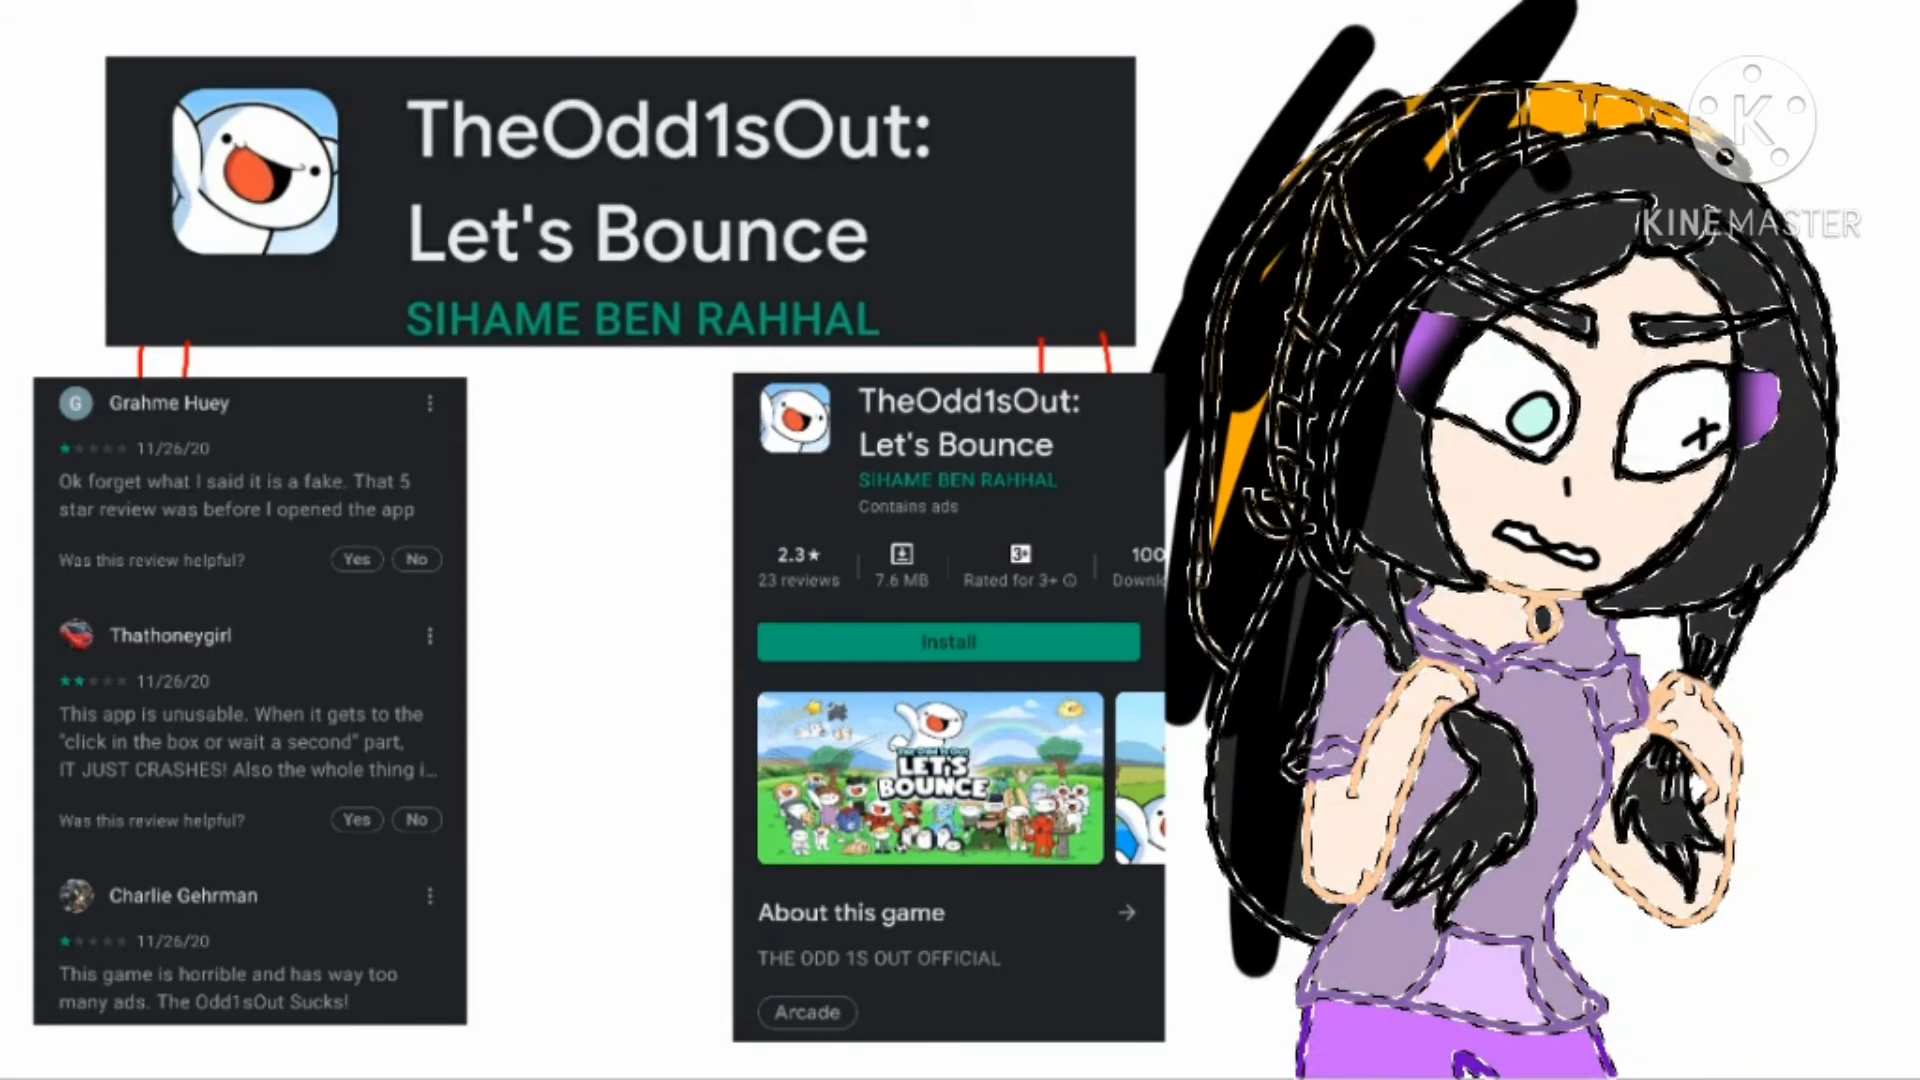 TheOdd1sOut:
Let's Bounce
SIHAME BEN RAHHAL
G Grahme Huey
11/26/20
Ok forget what I said it is a fake. That 5
star review was before I opened the app
Was this review helpful? Yes No
Thathoneygirl
11/26/20
This app is unusable. When it gets to the
"click in the box or wait a second" part,
IT JUST CRASHES! Also the whole thing i...
Was this review helpful? Yes No
Charlie Gehrman
11/26/20
This game is horrible and has way too
many ads. The Odd1sOut Sucks!
TheOdd1sOut:
Let's Bounce
SIHAME BEN RAHHAL
Contains ads
2.3★ 3+ 100
23 reviews 7.6 MB Rated for 3+ Downlo
Install
THE ODD 1S OUT
LET'S
BOUNCE
About this game
THE ODD 1S OUT OFFICIAL
Arcade
K
KINEMASTER